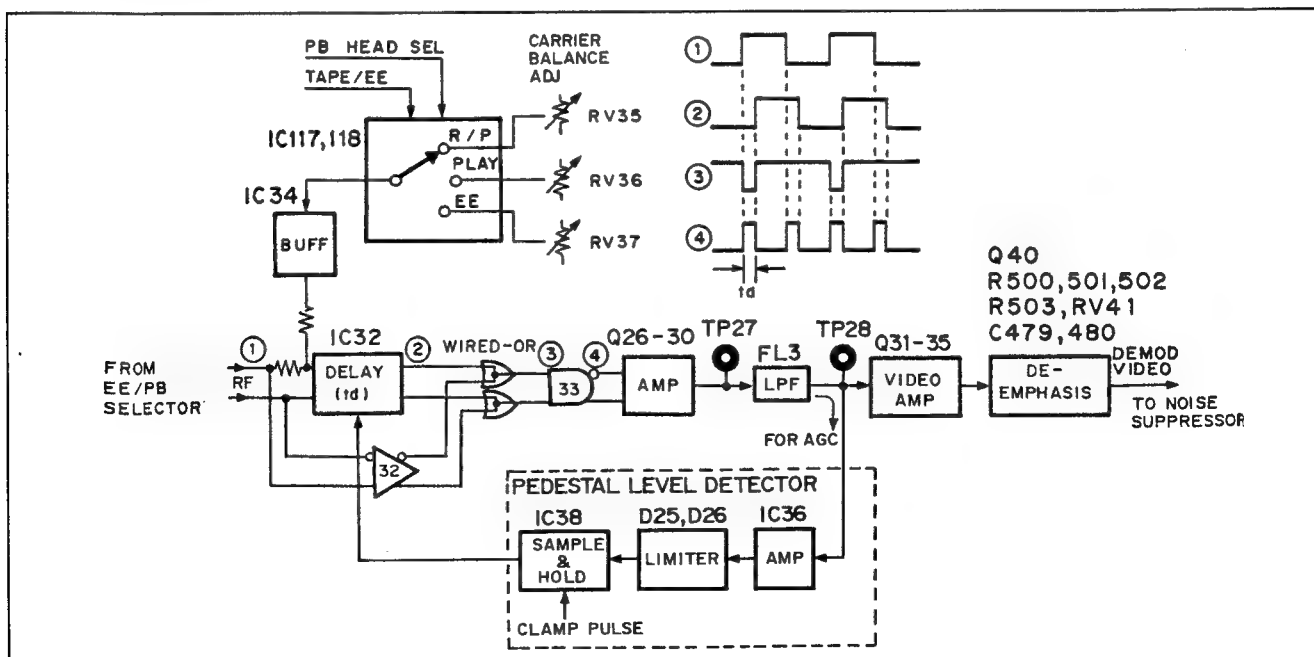 PB HEAD SEL
TAPE/EE
CARRIER
BALANCE
ADJ
IC117,118
R/P
RV35
PLAY
RV36
EE
RV37
IC34
BUFF
①
②
③
④
td
Q40
R500,501,502
R503,RV41
C479,480
FROM
EE/PB
SELECTOR
①
RF
IC32
DELAY
(td)
②
WIRED-OR
③
④
33
32
Q26-30
AMP
TP27
FL3
LPF
TP28
FOR AGC
Q31-35
VIDEO
AMP
DE-
EMPHASIS
DEMOD
VIDEO
TO NOISE
SUPPRESSOR
PEDESTAL LEVEL DETECTOR
IC38
SAMPLE
&
HOLD
D25,D26
LIMITER
IC36
AMP
CLAMP PULSE